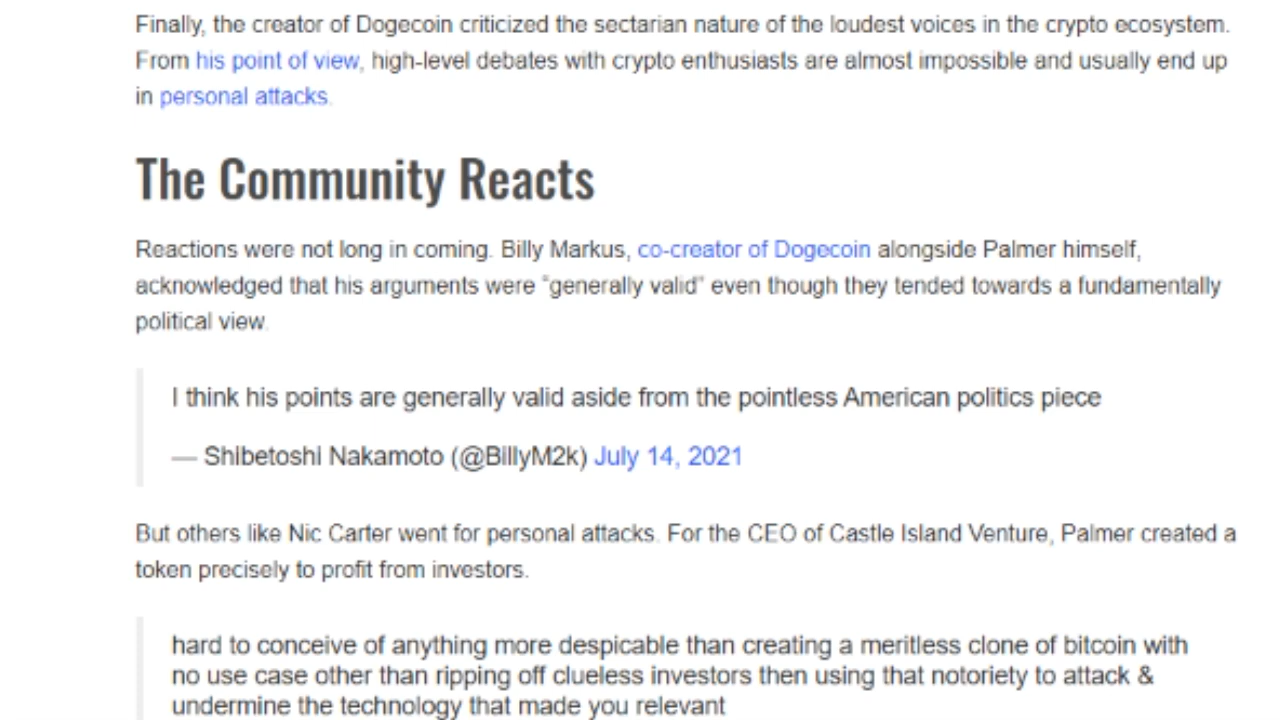 Finally, the creator of Dogecoin criticized the sectarian nature of the loudest voices in the crypto ecosystem.
From his point of view, high-level debates with crypto enthusiasts are almost impossible and usually end up
in personal attacks.
The Community Reacts
Reactions were not long in coming. Billy Markus, co-creator of Dogecoin alongside Palmer himself,
acknowledged that his arguments were “generally valid” even though they tended towards a fundamentally
political view.
I think his points are generally valid aside from the pointless American politics piece
— Shibetoshi Nakamoto (@BillyM2k) July 14, 2021
But others like Nic Carter went for personal attacks. For the CEO of Castle Island Venture, Palmer created a
token precisely to profit from investors.
hard to conceive of anything more despicable than creating a meritless clone of bitcoin with
no use case other than ripping off clueless investors then using that notoriety to attack &
undermine the technology that made you relevant